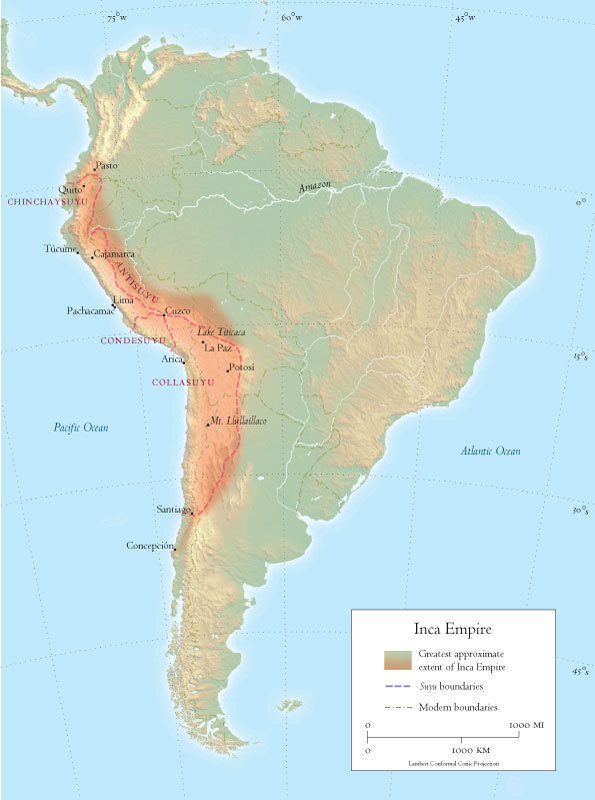 75°W
60°W
45°W
Pasto
Quito
CHINCHAYSUYU
Amazon
0°
Túcume
Cajamarca
ANTISUYU
Lima
Pachacamac
Cuzco
CONDESUYU
Lake Titicaca
La Paz
Arica
15°S
Potosí
COLLASUYU
Mt. Llullaillaco
Pacific Ocean
Atlantic Ocean
Santiago
30°S
Concepción
Inca Empire
Greatest approximate
extent of Inca Empire
Suyu boundaries
Modern boundaries
0 1000 MI
0 1000 KM
Lambert Conformal Conic Projection
45°S